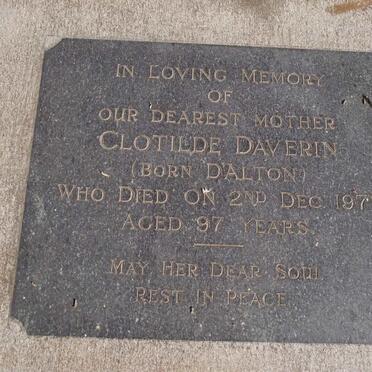 IN LOVING MEMORY
OF
OUR DEAREST MOTHER
CLOTILDE DAVERIN
(BORN D'ALTON)
WHO DIED ON 2ND DEC 197
AGED 97 YEARS.
MAY HER DEAR SOUL
REST IN PEACE